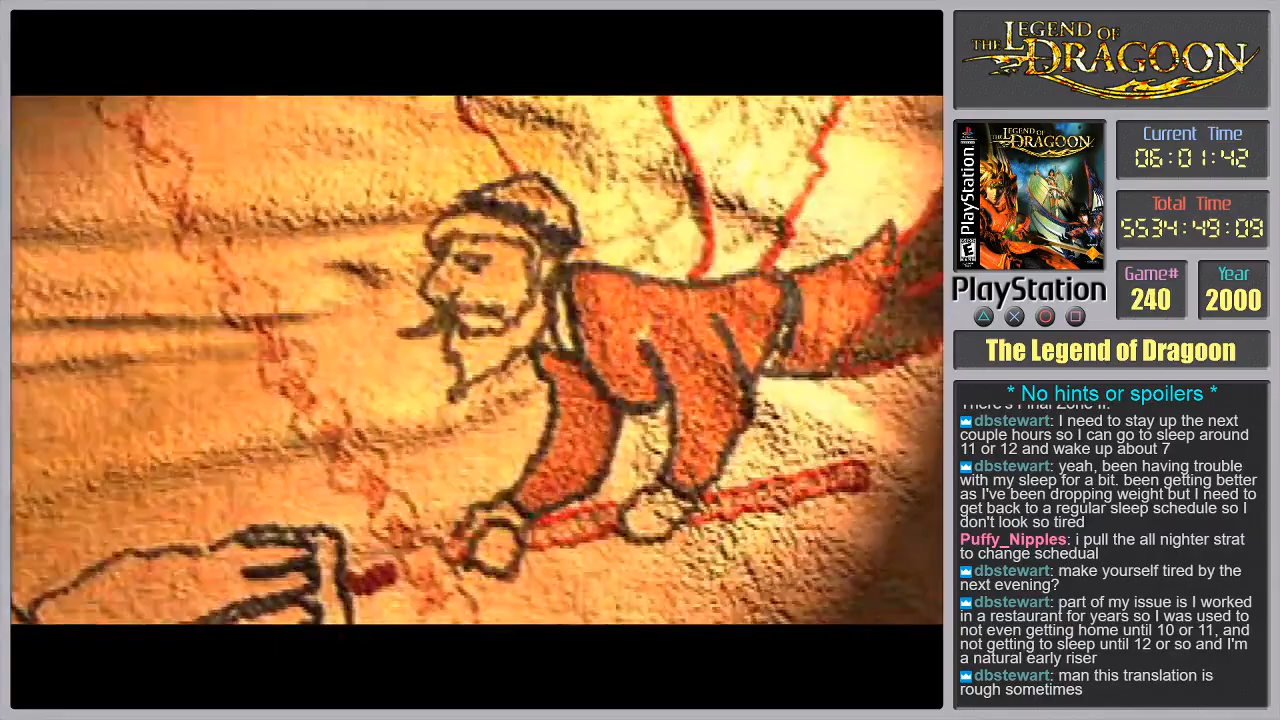 THE LEGEND OF
DRAGOON
PlayStation
THE LEGEND OF
DRAGOON
Current Time
06:01:42
Total Time
5534:49:09
Game#
240
Year
2000
PlayStation
The Legend of Dragoon
* No hints or spoilers *
There's Final Zone II.
dbstewart: I need to stay up the next
couple hours so I can go to sleep around
11 or 12 and wake up about 7
dbstewart: yeah, been having trouble
with my sleep for a bit. been getting better
as I've been dropping weight but I need to
get back to a regular sleep schedule so I
don't look so tired
Puffy_Nipples: i pull the all nighter strat
to change schedual
dbstewart: make yourself tired by the
next evening?
dbstewart: part of my issue is I worked
in a restaurant for years so I was used to
not even getting home until 10 or 11, and
not getting to sleep until 12 or so and I'm
a natural early riser
dbstewart: man this translation is
rough sometimes